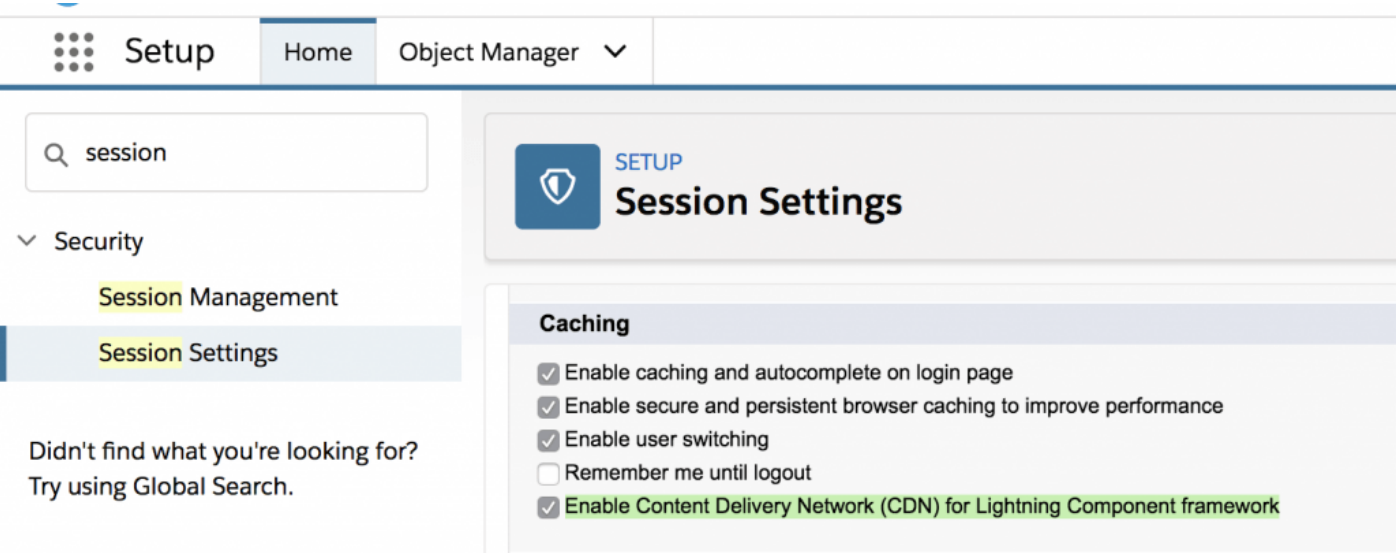 Setup
Home
Object Manager
session
Security
Session Management
Session Settings
Didn't find what you're looking for?
Try using Global Search.
SETUP
Session Settings
Caching
Enable caching and autocomplete on login page
Enable secure and persistent browser caching to improve performance
Enable user switching
Remember me until logout
Enable Content Delivery Network (CDN) for Lightning Component framework